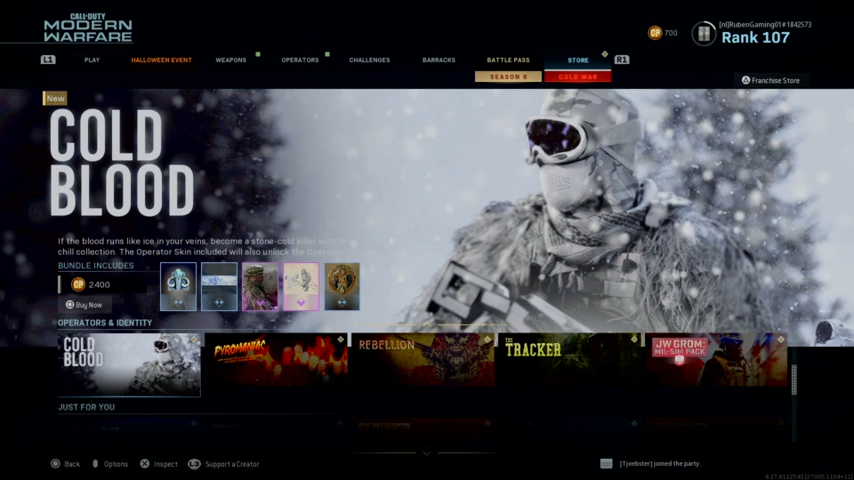 CALL OF DUTY
MODERN
WARFARE
CP 700
[nl]RubenGaming01#1842573
Rank 107
L1 PLAY HALLOWEEN EVENT WEAPONS OPERATORS CHALLENGES BARRACKS BATTLE PASS STORE R1
SEASON 6 COLD WAR
Franchise Store
New
COLD
BLOOD
If the blood runs like ice in your veins, become a stone-cold killer with
chill collection. The Operator Skin included will also unlock the Operator
BUNDLE INCLUDES
CP 2400
Buy Now
OPERATORS & IDENTITY
COLD
BLOOD
PYROMANIAC
REBELLION
THE
TRACKER
JW GROM:
MIL-SIM PACK
JUST FOR YOU
Back Options Inspect L3 Support a Creator
[Tjoebster] joined the party.